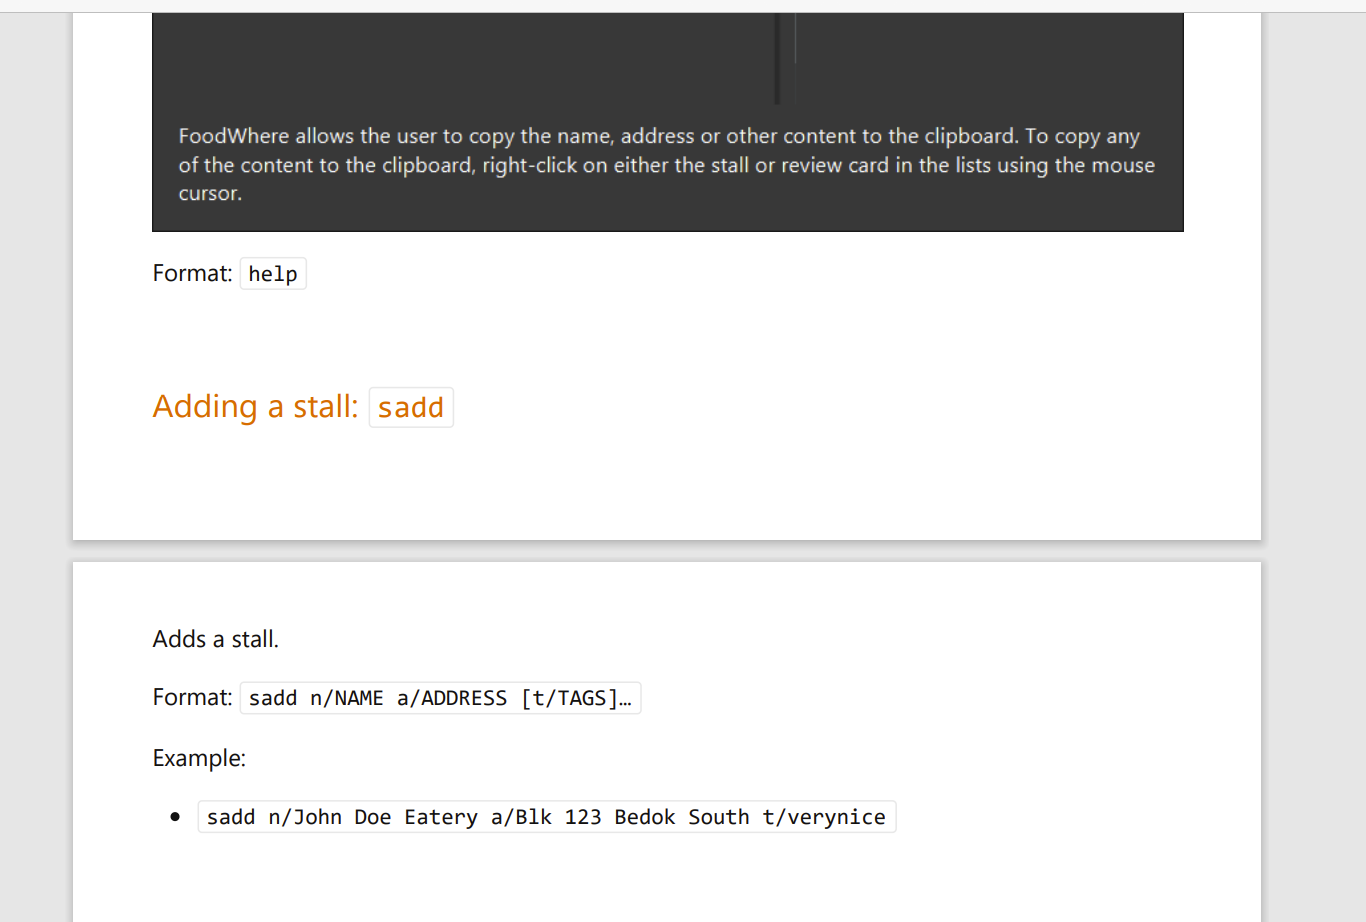 FoodWhere allows the user to copy the name, address or other content to the clipboard. To copy any
of the content to the clipboard, right-click on either the stall or review card in the lists using the mouse
cursor.
Format: help
Adding a stall: sadd
Adds a stall.
Format: sadd n/NAME a/ADDRESS [t/TAGS]…
Example:
• sadd n/John Doe Eatery a/Blk 123 Bedok South t/verynice